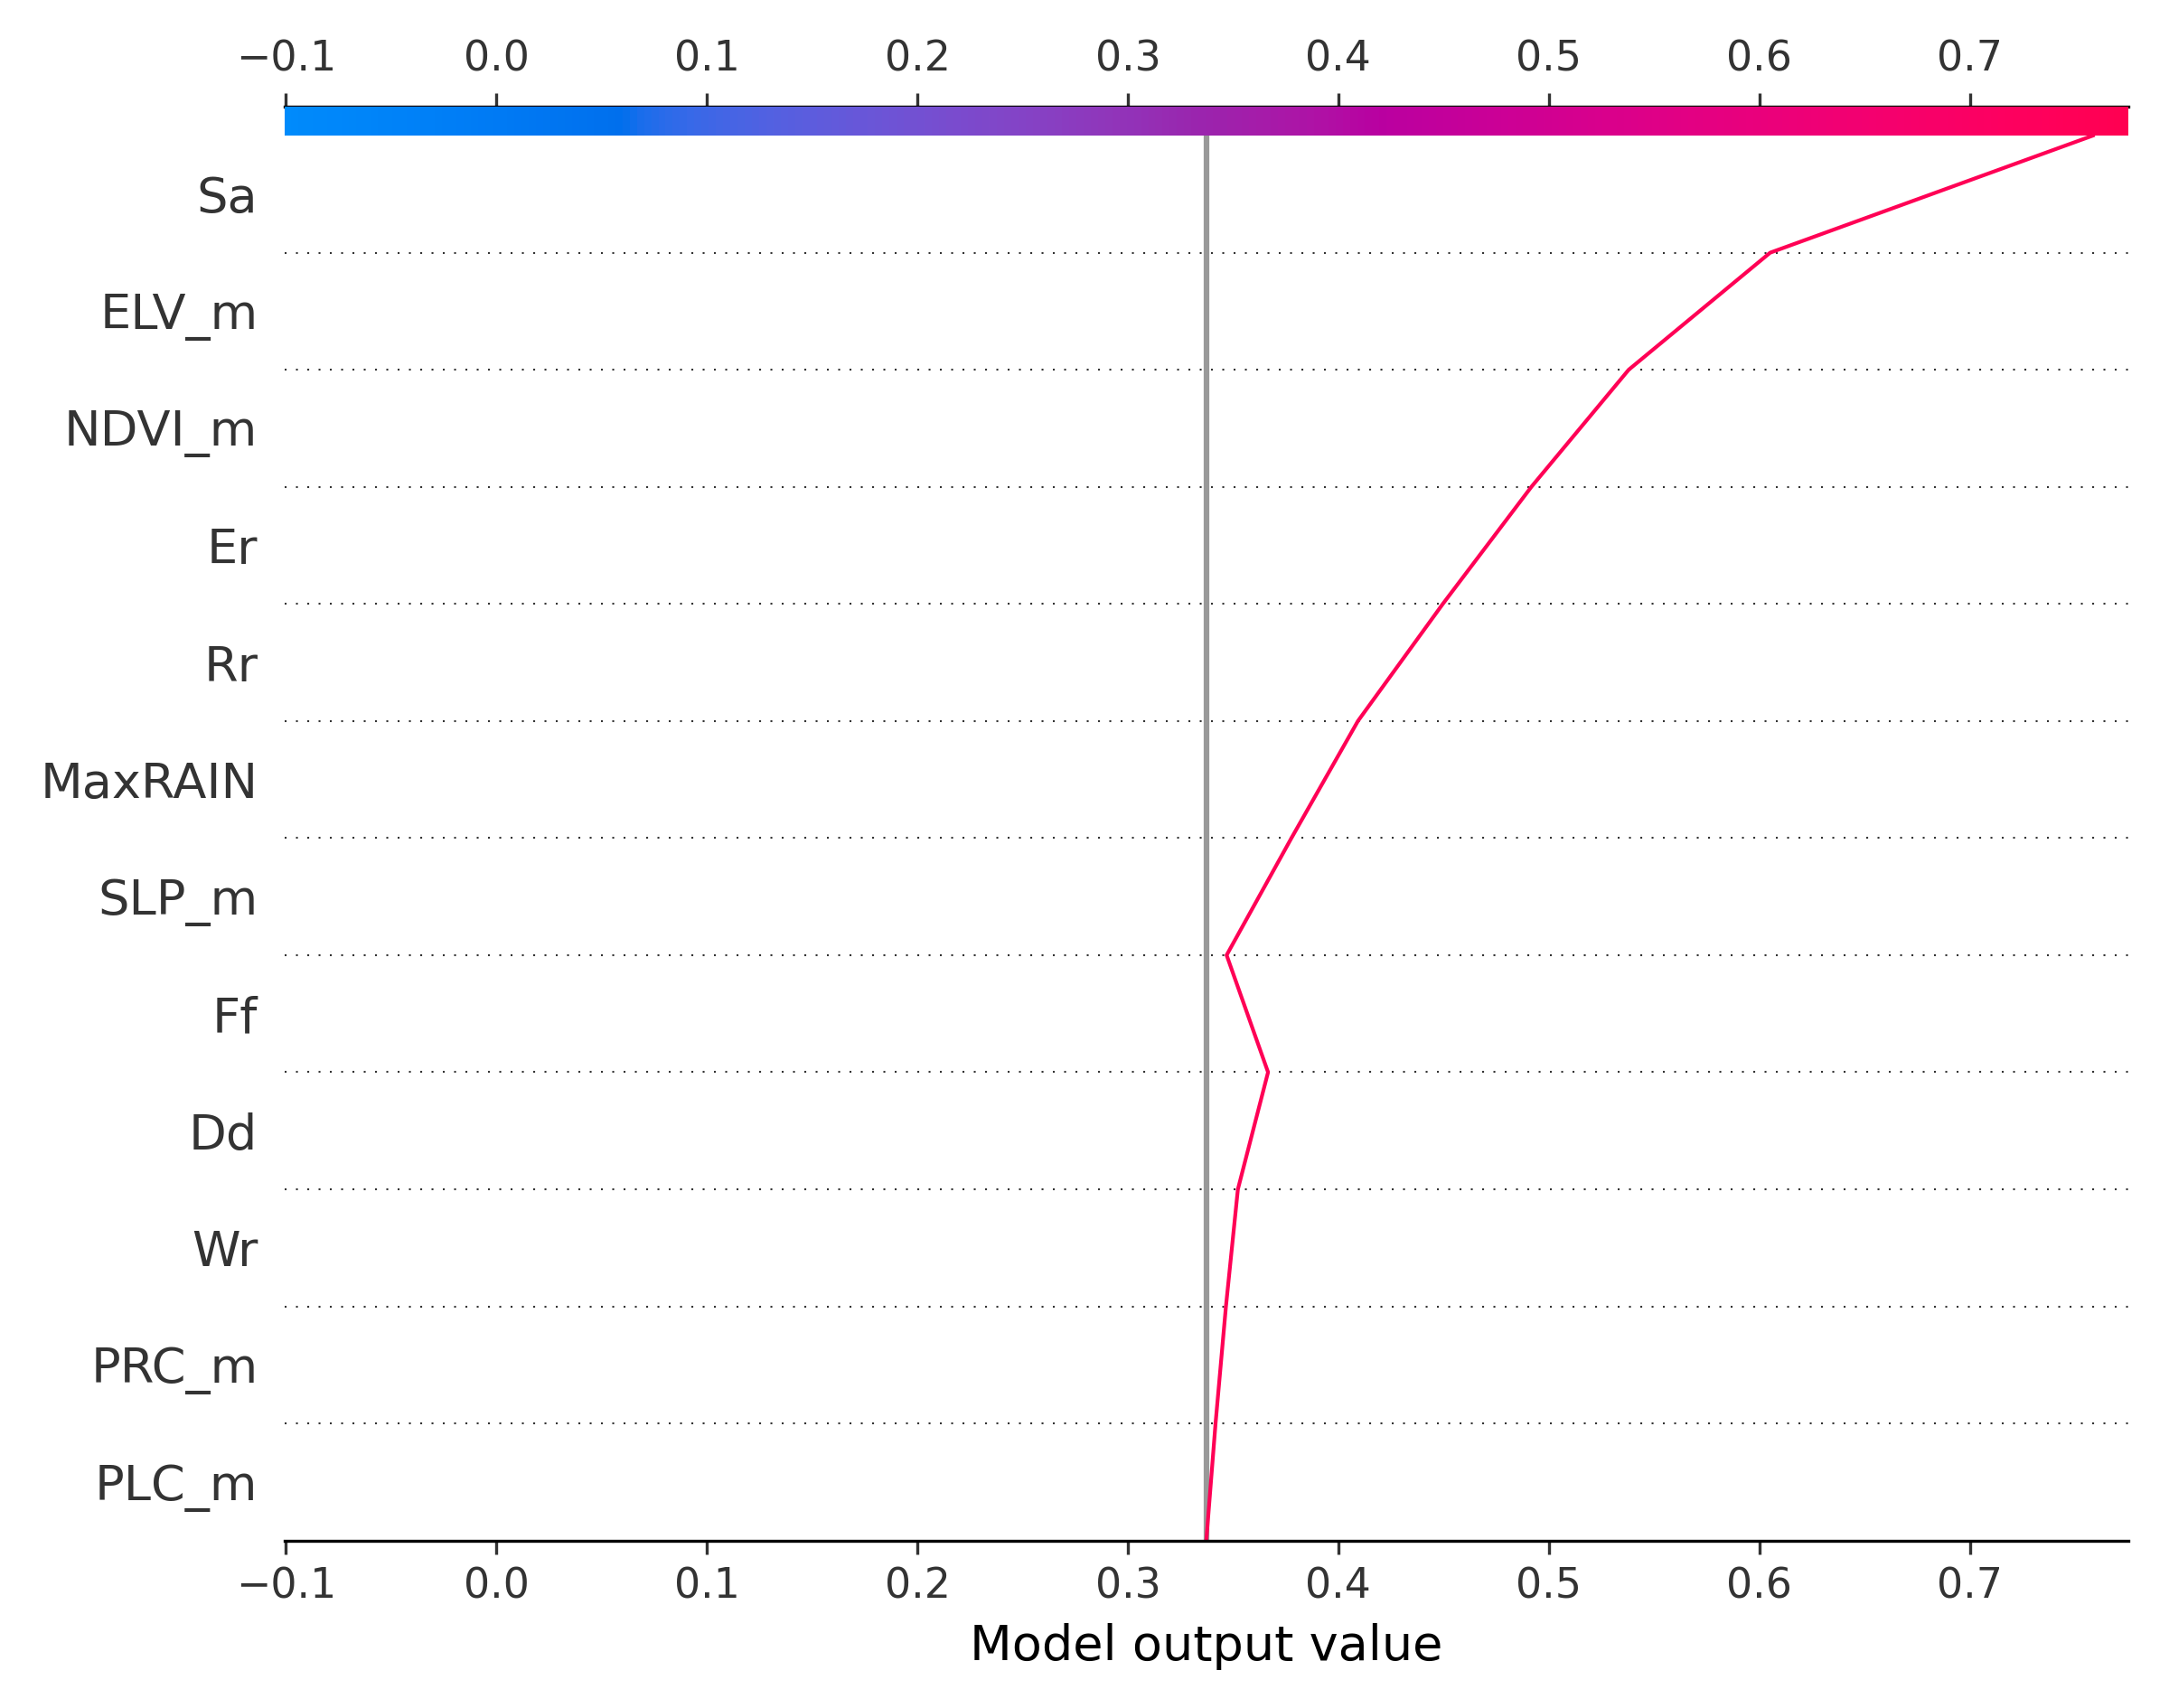 −0.1 0.0 0.1 0.2 0.3 0.4 0.5 0.6 0.7
Sa
ELV_m
NDVI_m
Er
Rr
MaxRAIN
SLP_m
Ff
Dd
Wr
PRC_m
PLC_m
−0.1 0.0 0.1 0.2 0.3 0.4 0.5 0.6 0.7
Model output value